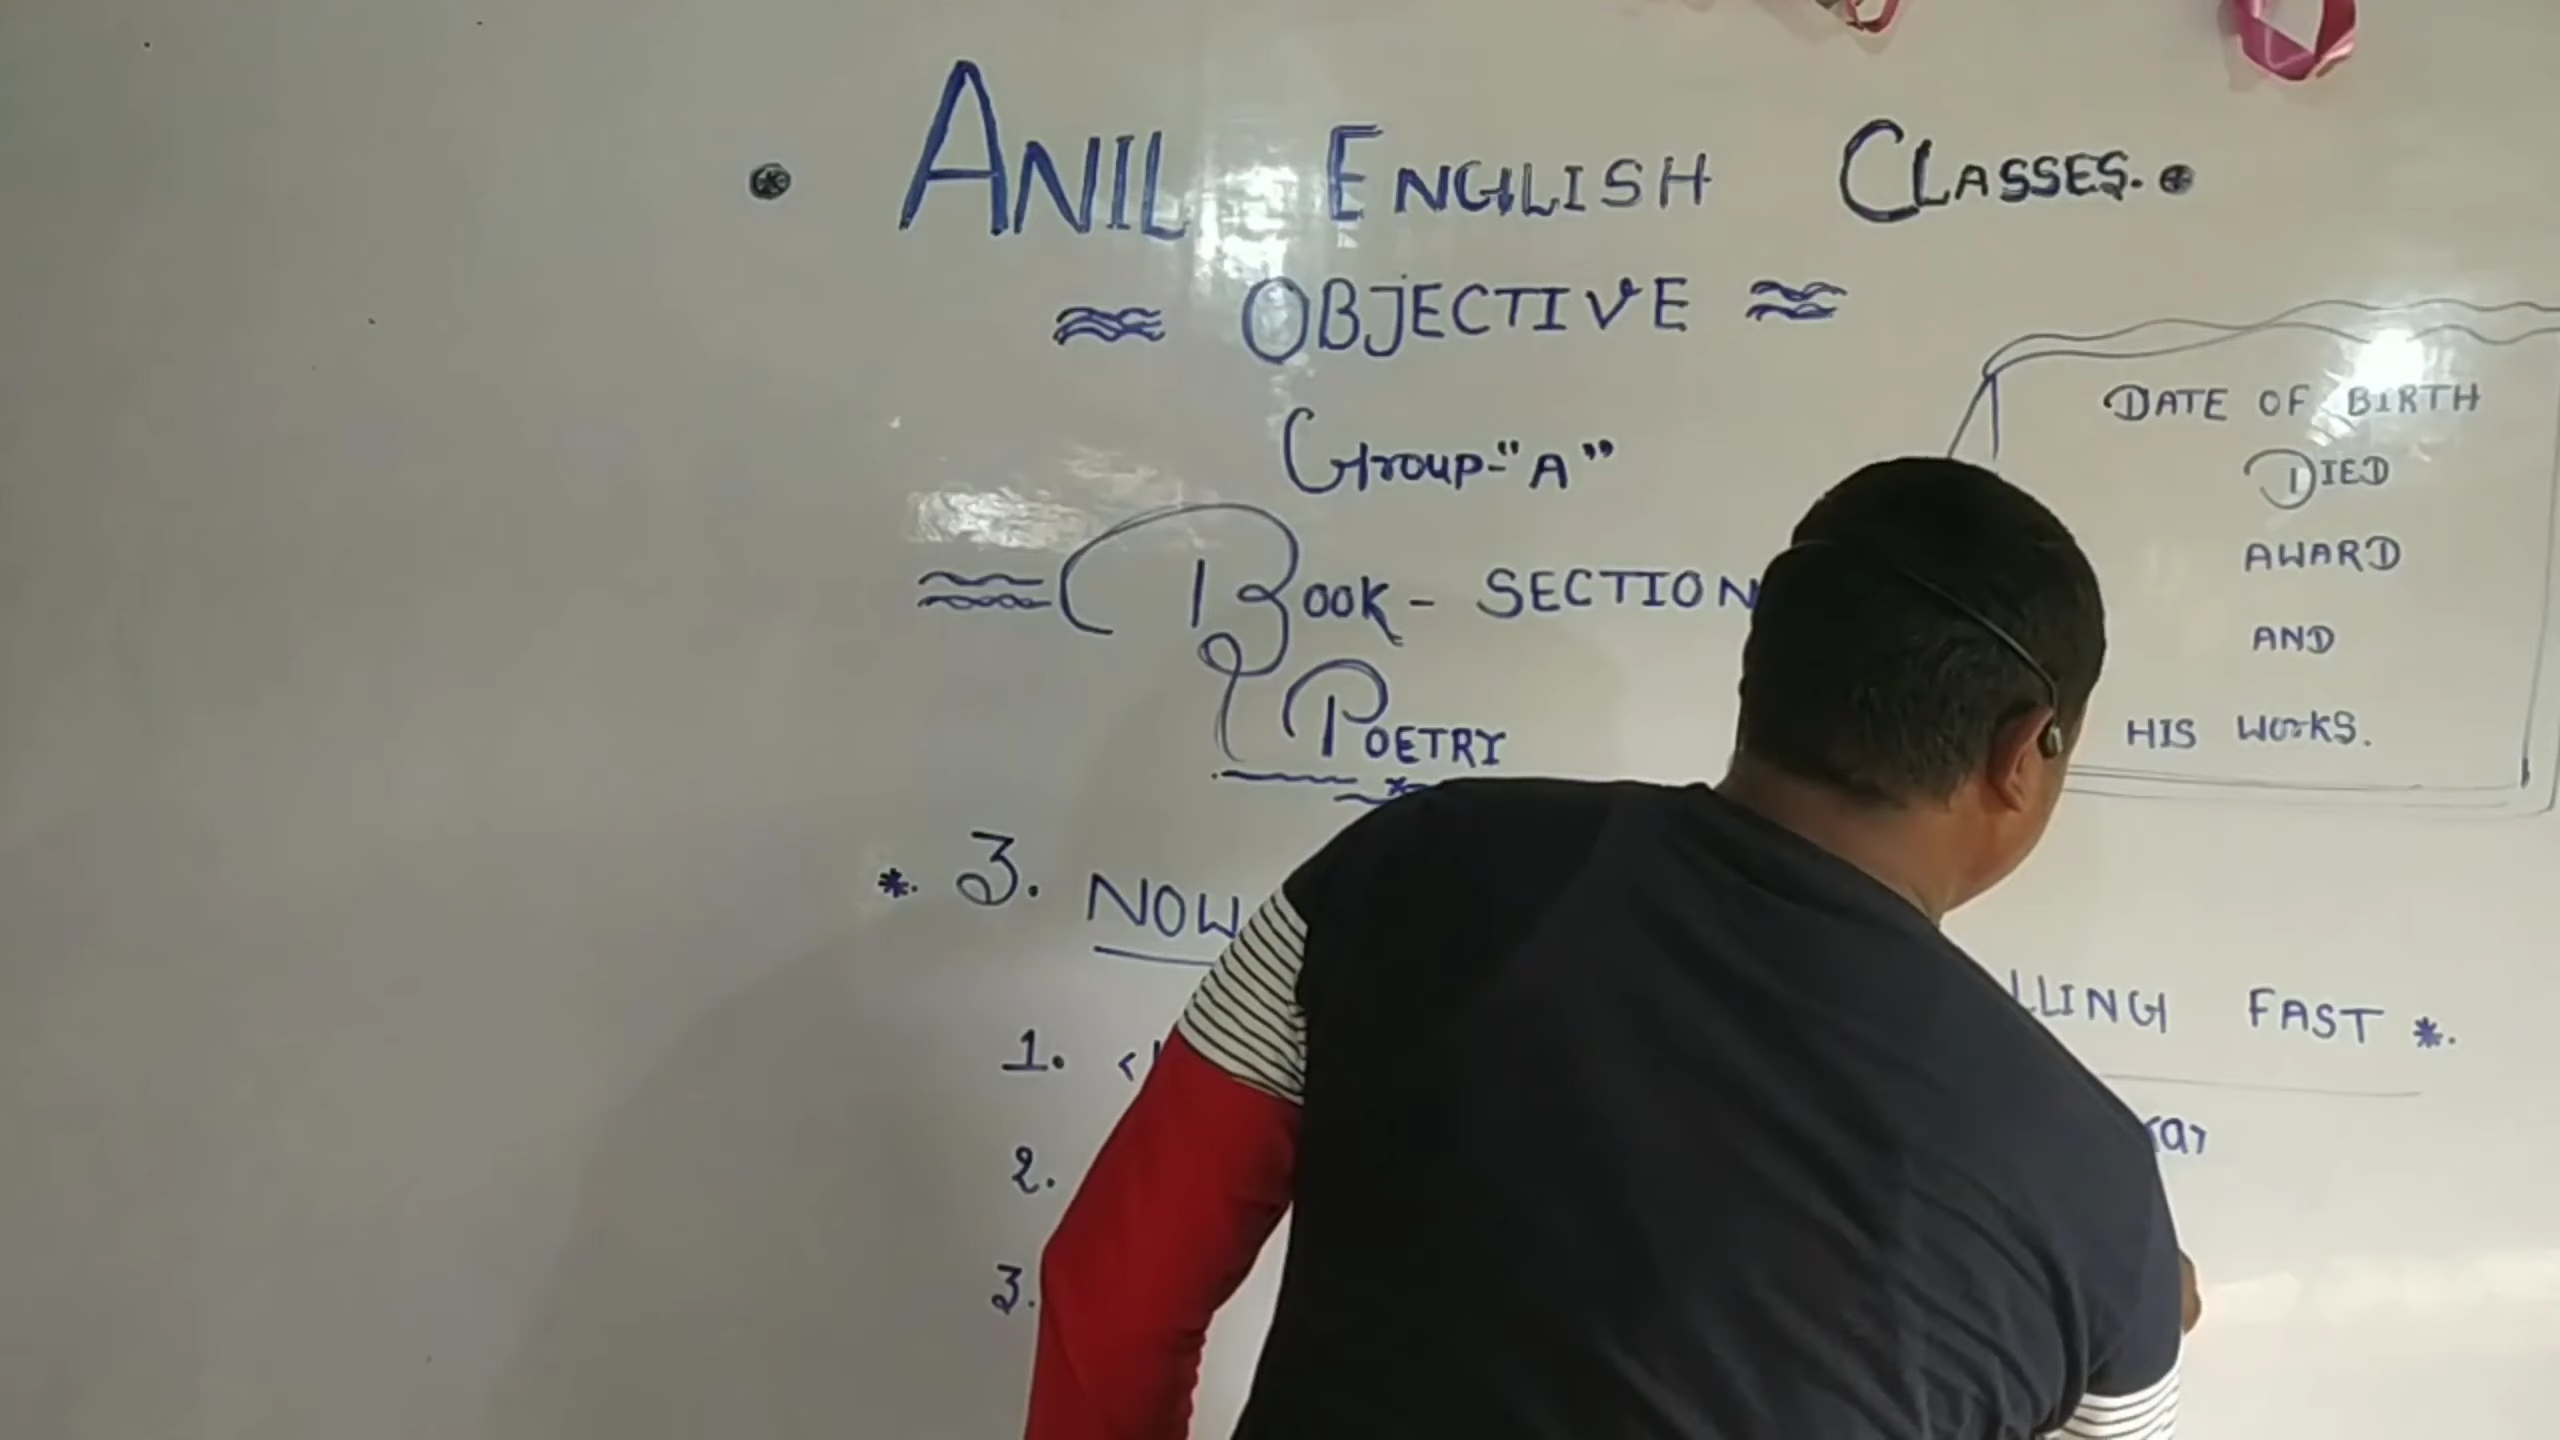 ANIL ENGLISH CLASSES.
OBJECTIVE
Group-"A"
BOOK - SECTION
POETRY
DATE OF BIRTH
DIED
AWARD
AND
HIS WORKS.
*. 3. NOW LLING FAST *.
1.
2.
3.